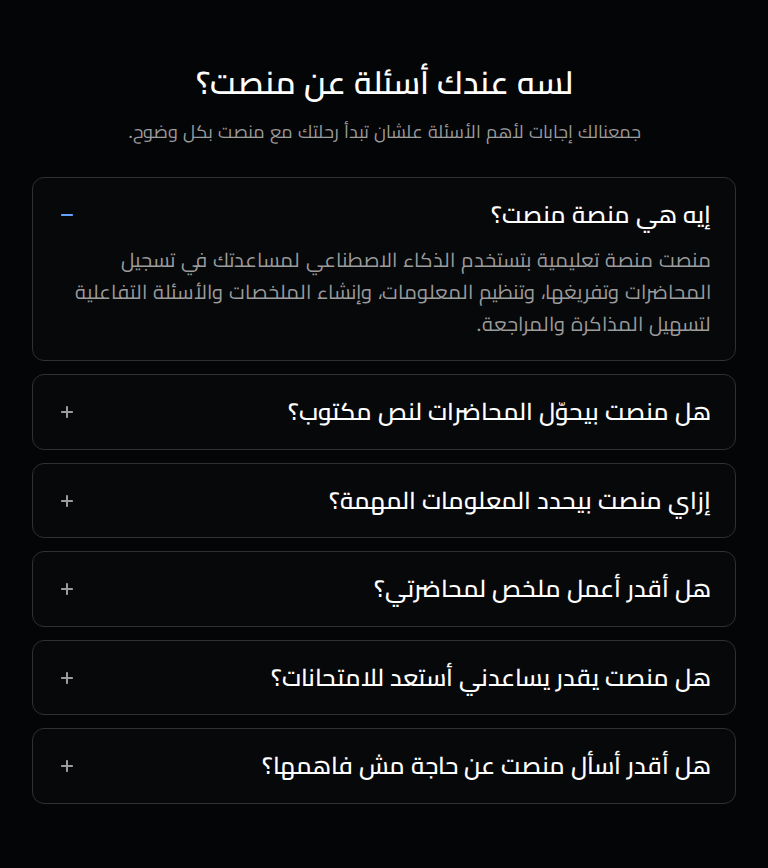 لسه عندك أسئلة عن منصت؟
جمعنالك إجابات لأهم الأسئلة علشان تبدأ رحلتك مع منصت بكل وضوح.
إيه هي منصة منصت؟
منصت منصة تعليمية بتستخدم الذكاء الاصطناعي لمساعدتك في تسجيل
المحاضرات وتفريغها، وتنظيم المعلومات، وإنشاء الملخصات والأسئلة التفاعلية
لتسهيل المذاكرة والمراجعة.
هل منصت بيحوّل المحاضرات لنص مكتوب؟
إزاي منصت بيحدد المعلومات المهمة؟
هل أقدر أعمل ملخص لمحاضرتي؟
هل منصت يقدر يساعدني أستعد للامتحانات؟
هل أقدر أسأل منصت عن حاجة مش فاهمها؟